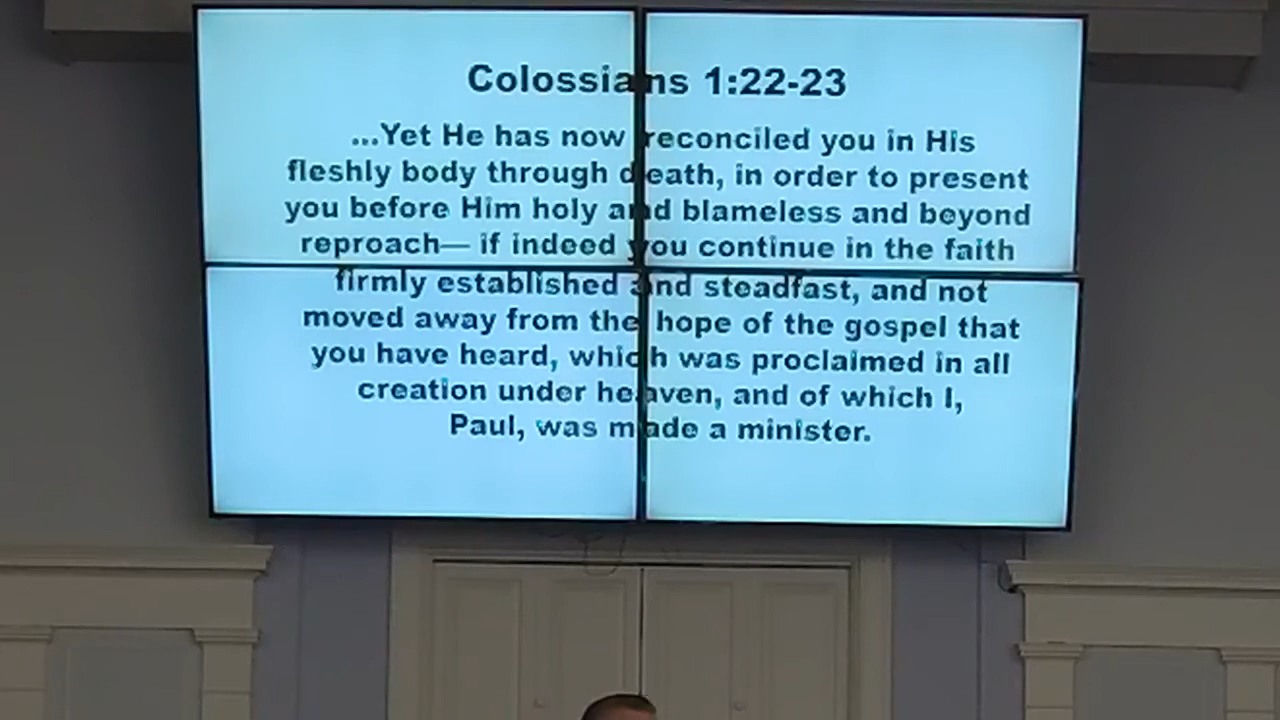 Colossians 1:22-23
...Yet He has now reconciled you in His
fleshly body through death, in order to present
you before Him holy and blameless and beyond
reproach— if indeed you continue in the faith
firmly established and steadfast, and not
moved away from the hope of the gospel that
you have heard, which was proclaimed in all
creation under heaven, and of which I,
Paul, was made a minister.